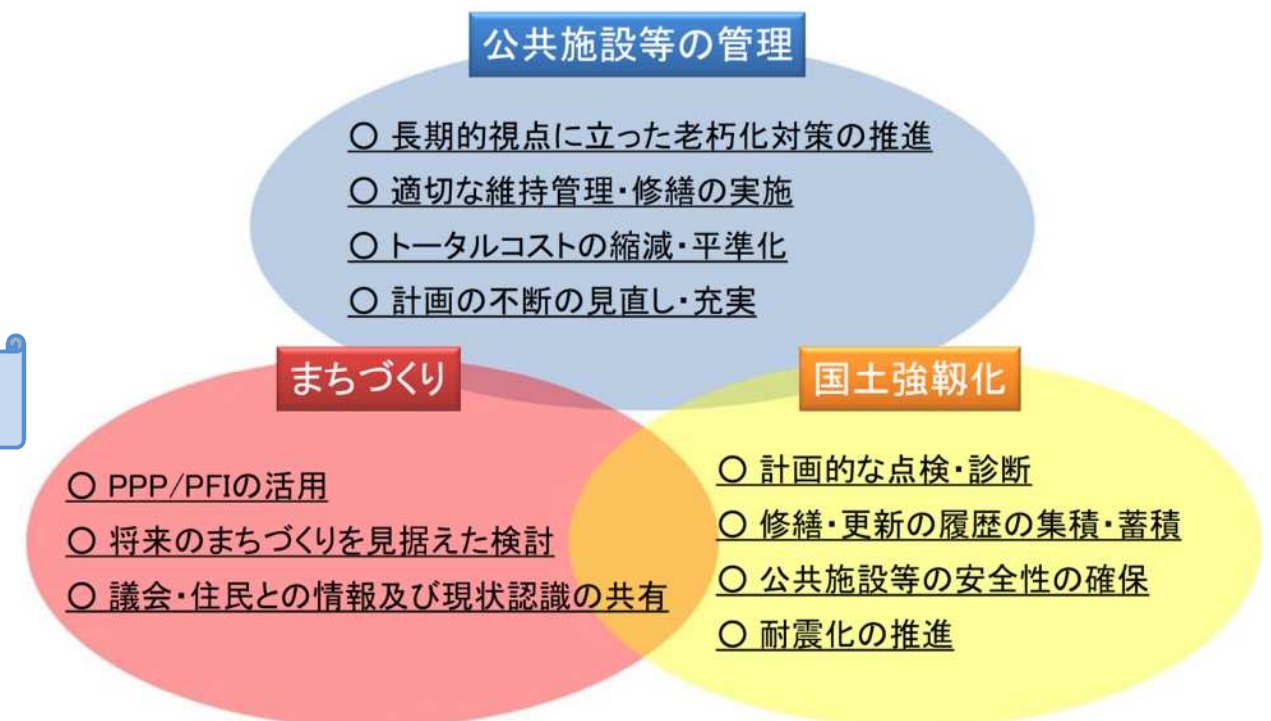 公共施設等の管理
〇 長期的視点に立った老朽化対策の推進
〇 適切な維持管理・修繕の実施
〇 トータルコストの縮減・平準化
〇 計画の不断の見直し・充実
まちづくり
〇 PPP/PFIの活用
〇 将来のまちづくりを見据えた検討
〇 議会・住民との情報及び現状認識の共有
国土強靱化
〇 計画的な点検・診断
〇 修繕・更新の履歴の集積・蓄積
〇 公共施設等の安全性の確保
〇 耐震化の推進